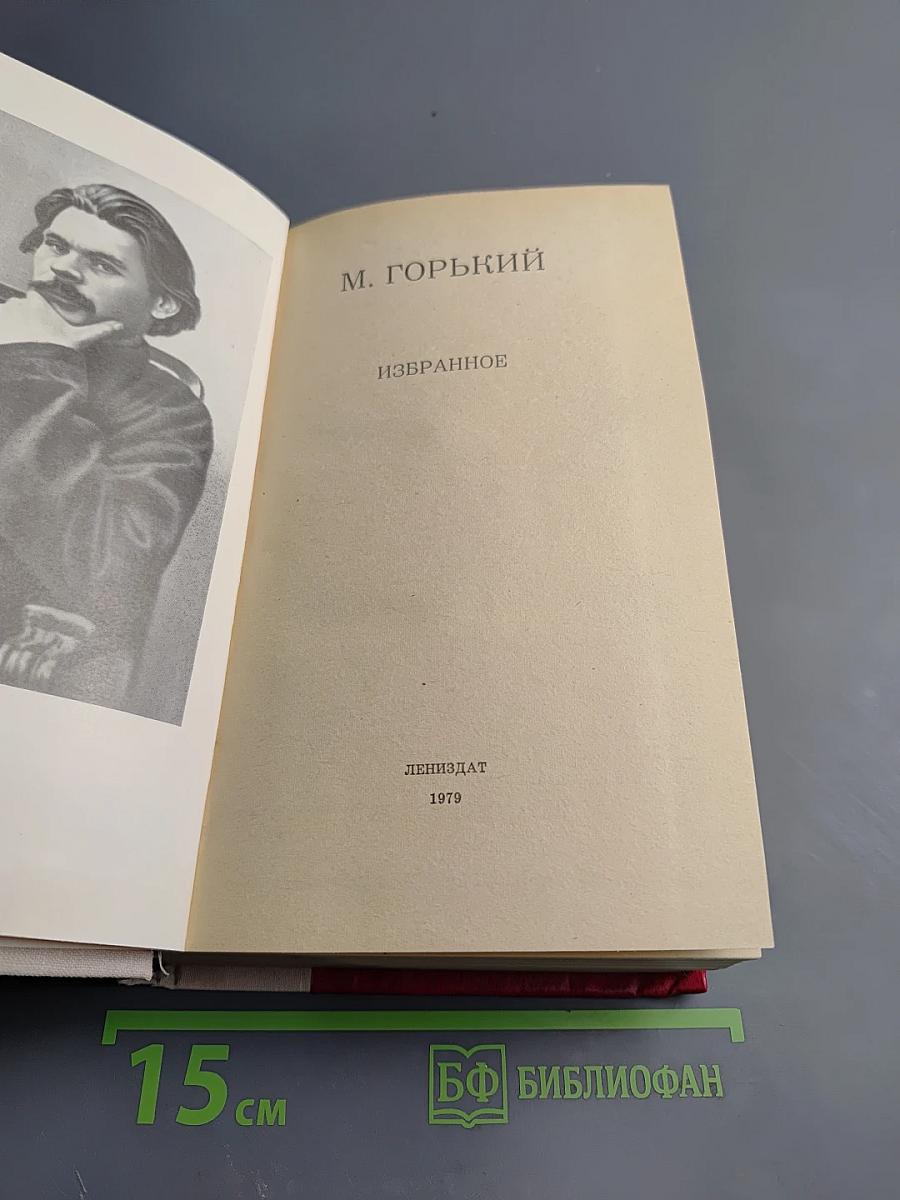 М. ГОРЬКИЙ
ИЗБРАННОЕ
ЛЕНИЗДАТ
1979
15 см
БФ БИБЛИОФАН